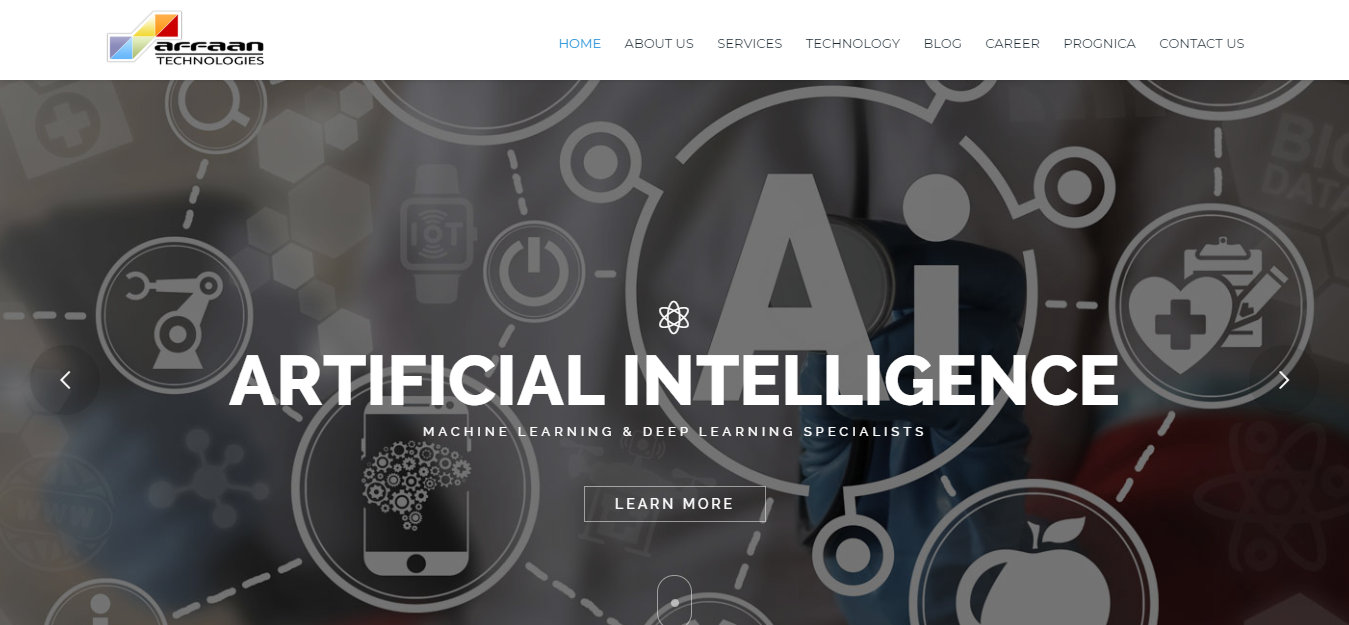 arfaan
TECHNOLOGIES
HOME ABOUT US SERVICES TECHNOLOGY BLOG CAREER PROGNICA CONTACT US
BIG
DATA
IOT
Ai
ARTIFICIAL INTELLIGENCE
MACHINE LEARNING & DEEP LEARNING SPECIALISTS
LEARN MORE